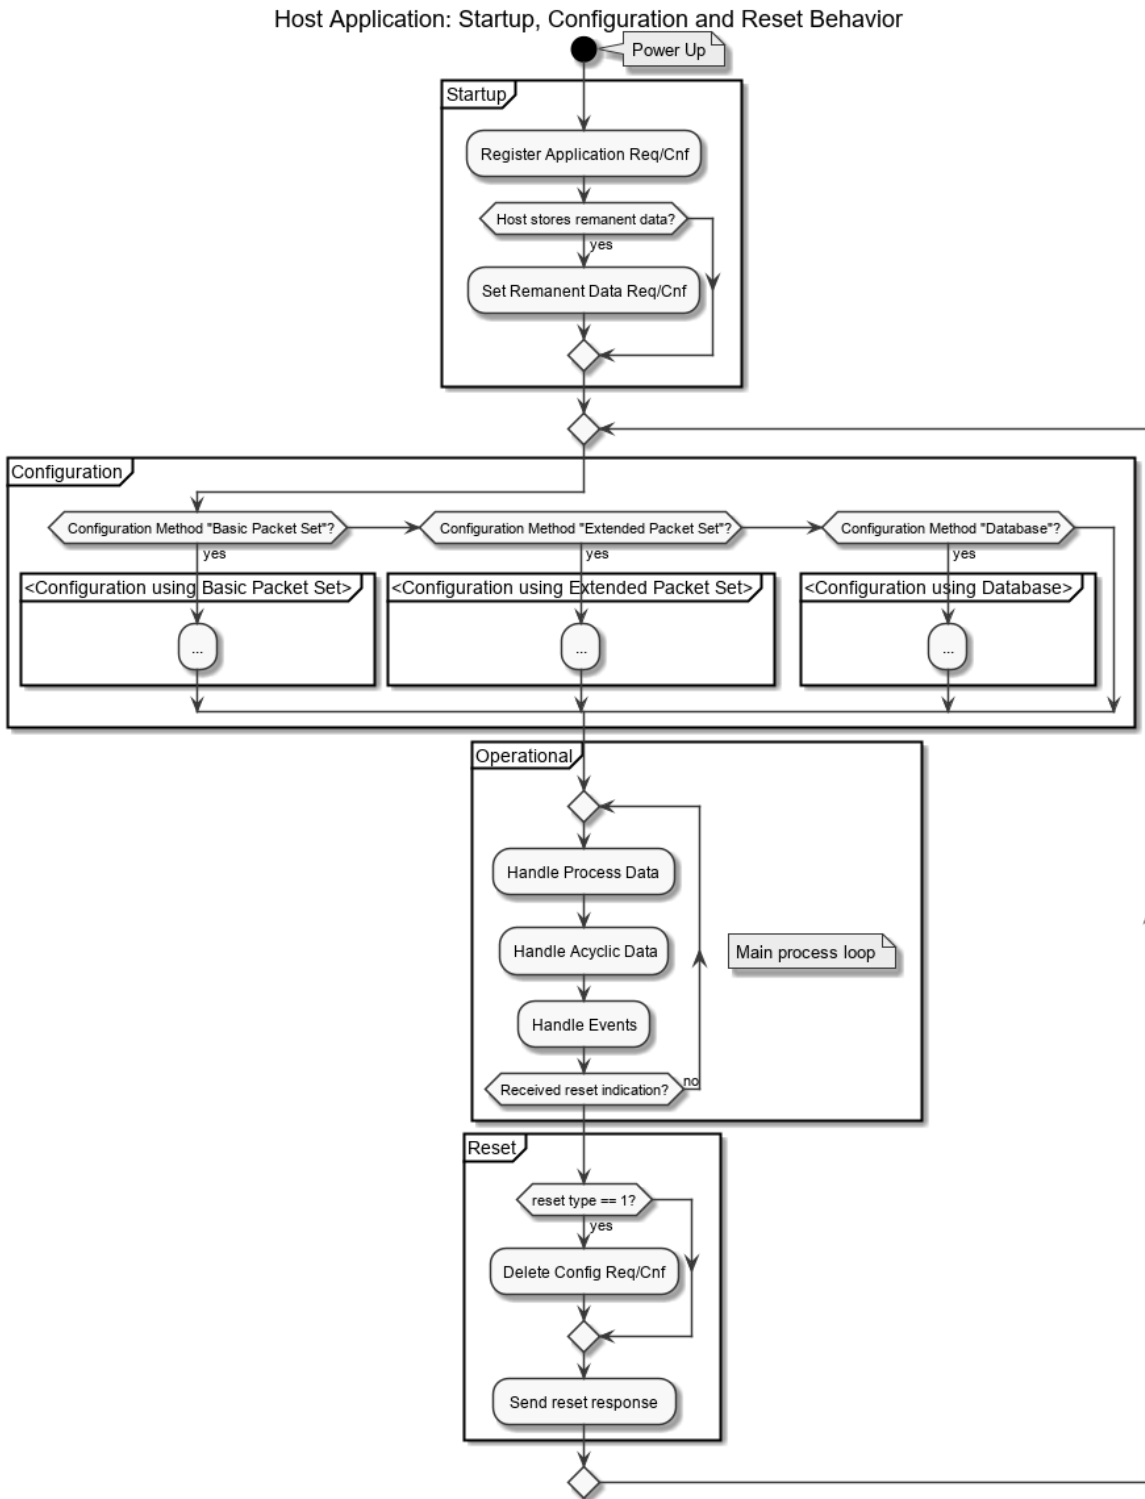 Host Application: Startup, Configuration and Reset Behavior
Power Up
Startup
Register Application Req/Cnf
Host stores remanent data?
yes
Set Remanent Data Req/Cnf
Configuration
Configuration Method "Basic Packet Set"?
Configuration Method "Extended Packet Set"?
Configuration Method "Database"?
yes
yes
yes
<Configuration using Basic Packet Set>
<Configuration using Extended Packet Set>
<Configuration using Database>
...
...
...
Operational
Handle Process Data
Handle Acyclic Data
Main process loop
Handle Events
Received reset indication?
no
Reset
reset type == 1?
yes
Delete Config Req/Cnf
Send reset response